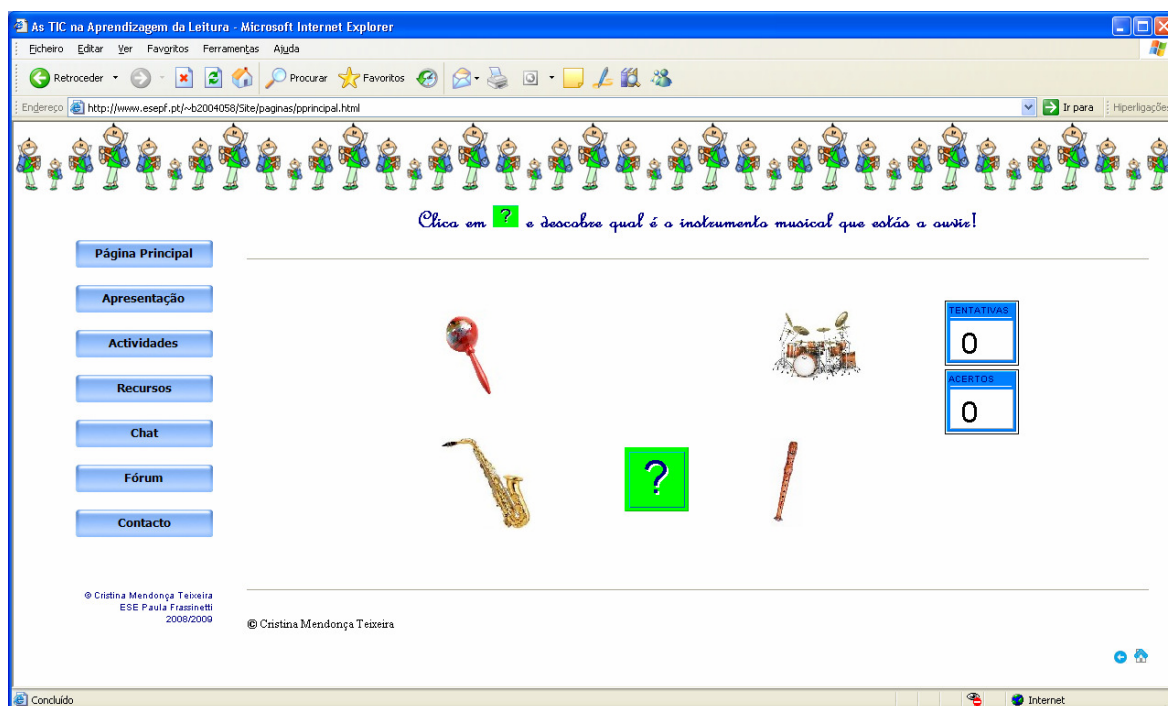 As TIC na Aprendizagem da Leitura - Microsoft Internet Explorer
Ficheiro Editar Ver Favoritos Ferramentas Ajuda
Retroceder Procurar Favoritos
Endereço http://www.esepf.pt/~b2004058/Site/paginas/pprincipal.html Ir para Hiperligações
Clica em ? e descobre qual é o instrumento musical que estás a ouvir!
Página Principal
Apresentação
Actividades
Recursos
Chat
Fórum
Contacto
TENTATIVAS
0
ACERTOS
0
?
© Cristina Mendonça Teixeira
ESE Paula Frassinetti
2008/2009
© Cristina Mendonça Teixeira
Concluído Internet